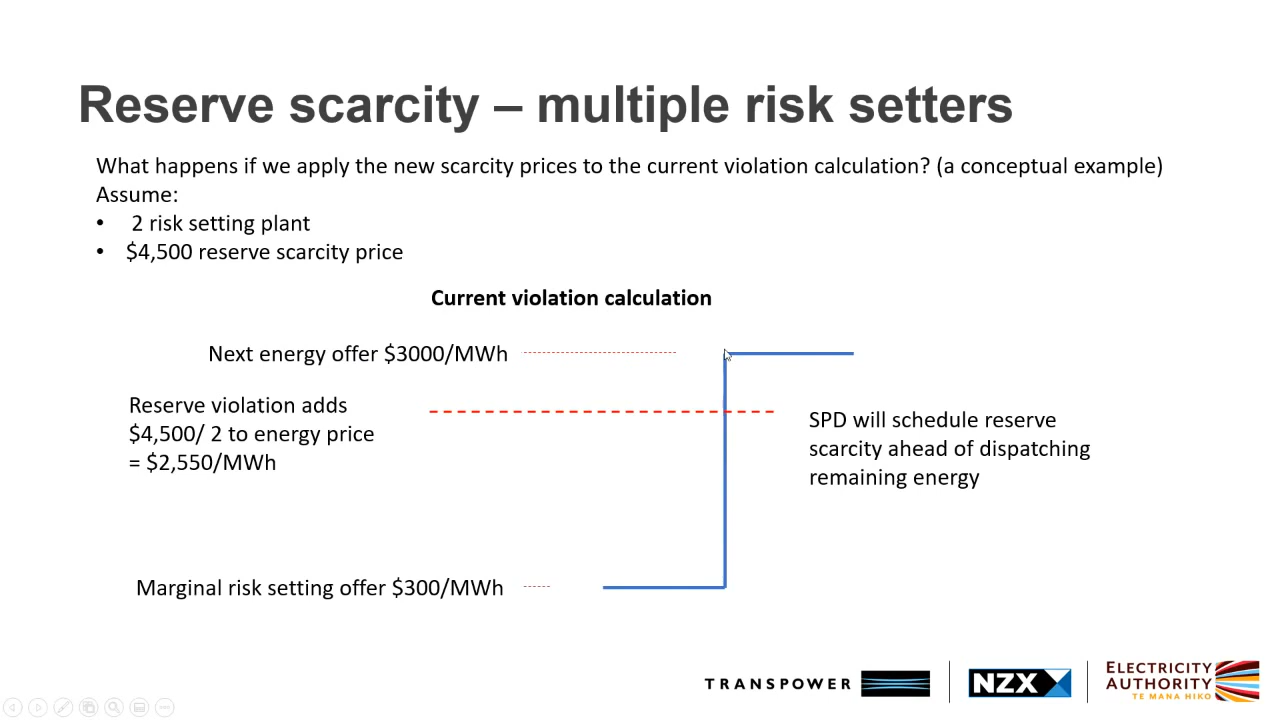 Reserve scarcity – multiple risk setters
What happens if we apply the new scarcity prices to the current violation calculation? (a conceptual example)
Assume:
• 2 risk setting plant
• $4,500 reserve scarcity price
Current violation calculation
Next energy offer $3000/MWh
Reserve violation adds
$4,500/ 2 to energy price
= $2,550/MWh
SPD will schedule reserve
scarcity ahead of dispatching
remaining energy
Marginal risk setting offer $300/MWh
TRANSPOWER
NZX
ELECTRICITY
AUTHORITY
TE MANA HIKO